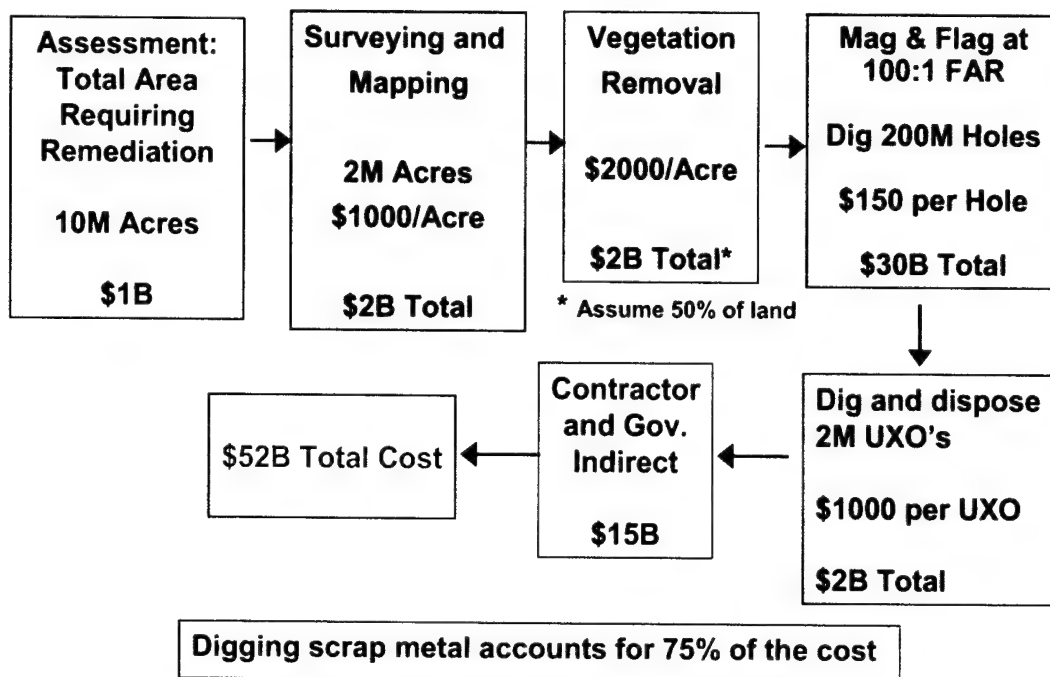 Assessment:
Total Area
Requiring
Remediation
10M Acres
$1B
Surveying and
Mapping
2M Acres
$1000/Acre
$2B Total
Vegetation
Removal
$2000/Acre
$2B Total*
* Assume 50% of land
Mag & Flag at
100:1 FAR
Dig 200M Holes
$150 per Hole
$30B Total
Dig and dispose
2M UXO's
$1000 per UXO
$2B Total
Contractor
and Gov.
Indirect
$15B
$52B Total Cost
Digging scrap metal accounts for 75% of the cost